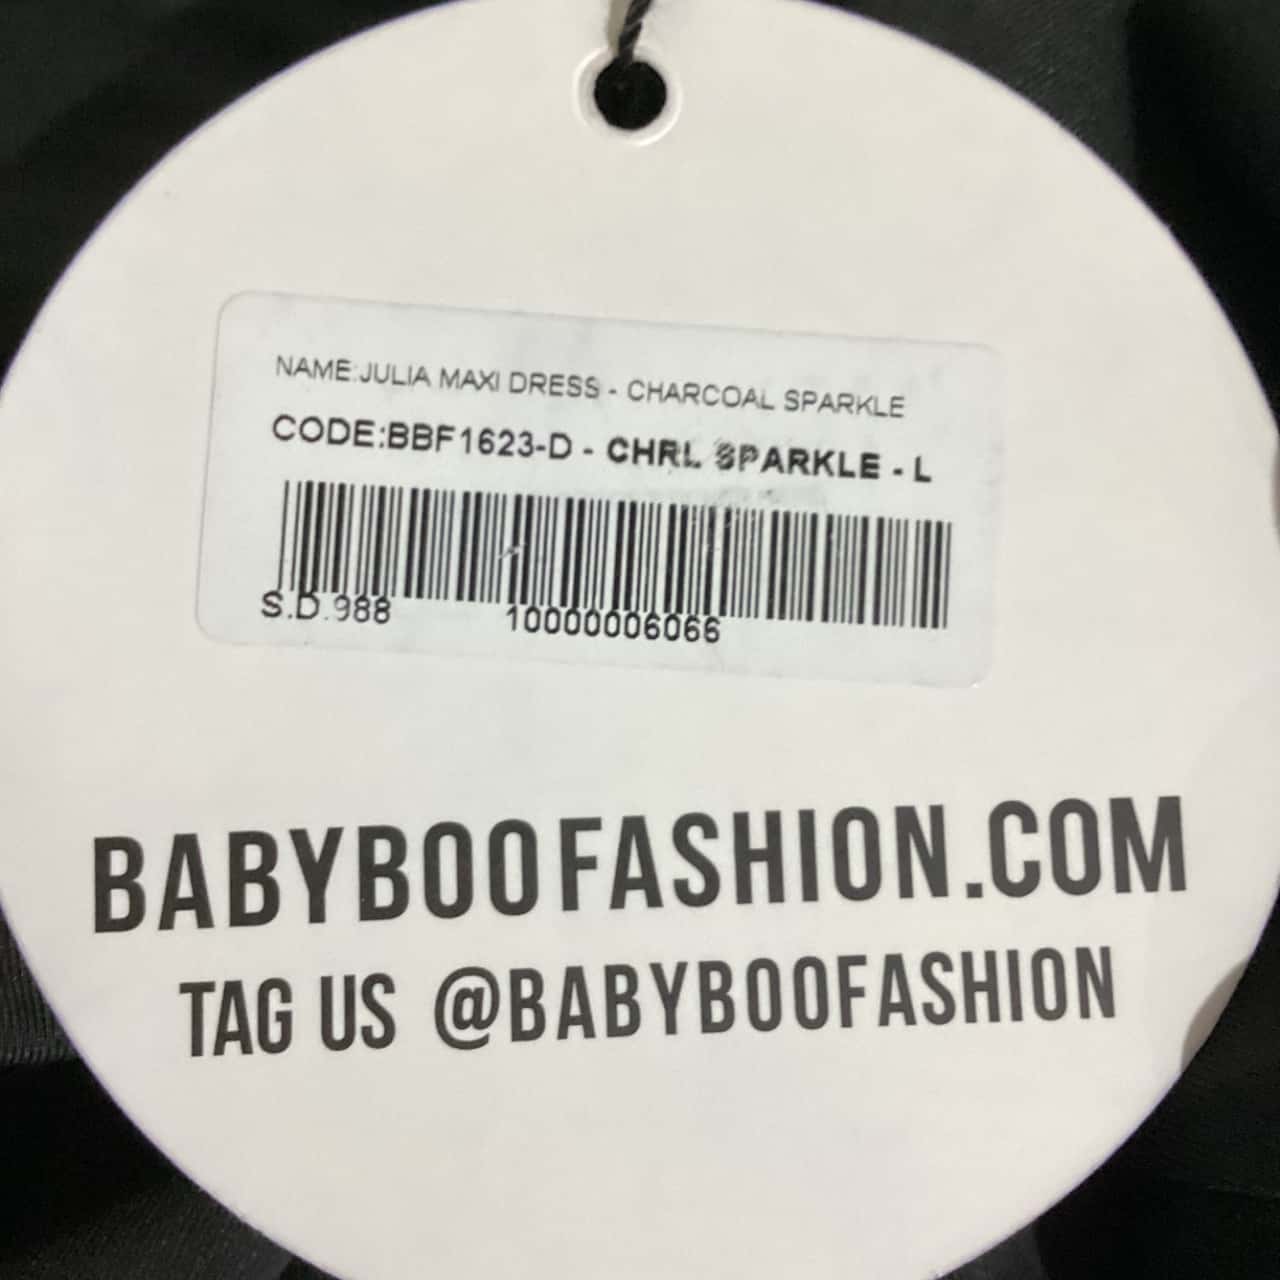 NAME:JULIA MAXI DRESS - CHARCOAL SPARKLE
CODE:BBF1623-D - CHRL SPARKLE - L
S.D.988 10000006066
BABYBOOFASHION.COM
TAG US @BABYBOOFASHION